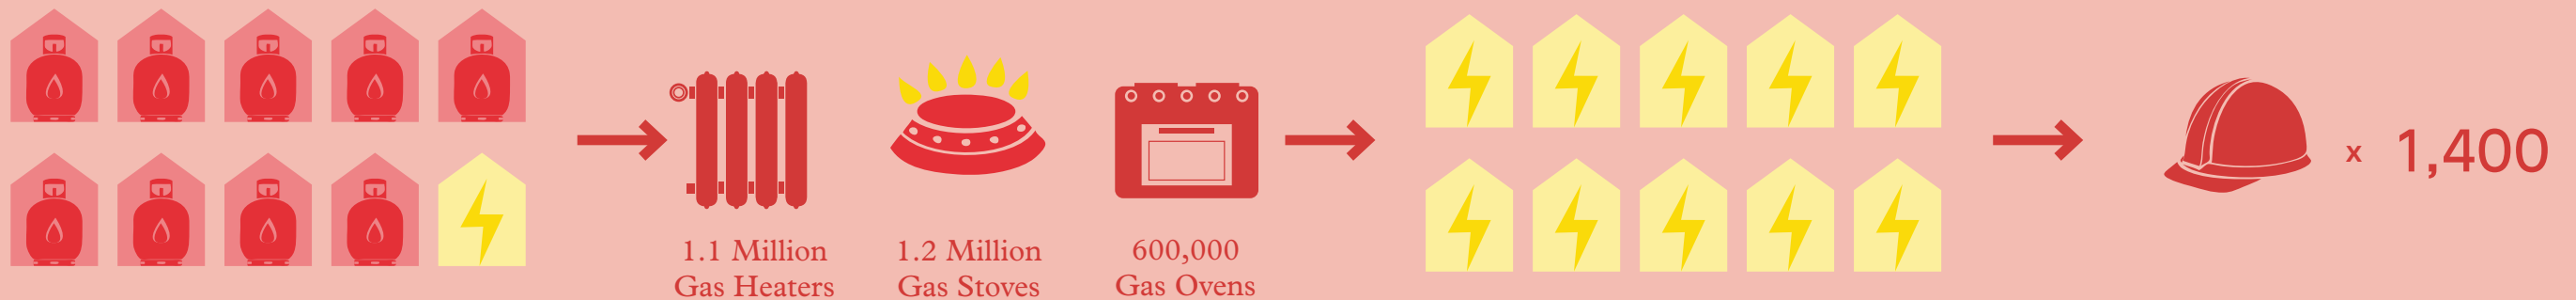 1.1 Million
Gas Heaters
1.2 Million
Gas Stoves
600,000
Gas Ovens
x 1,400